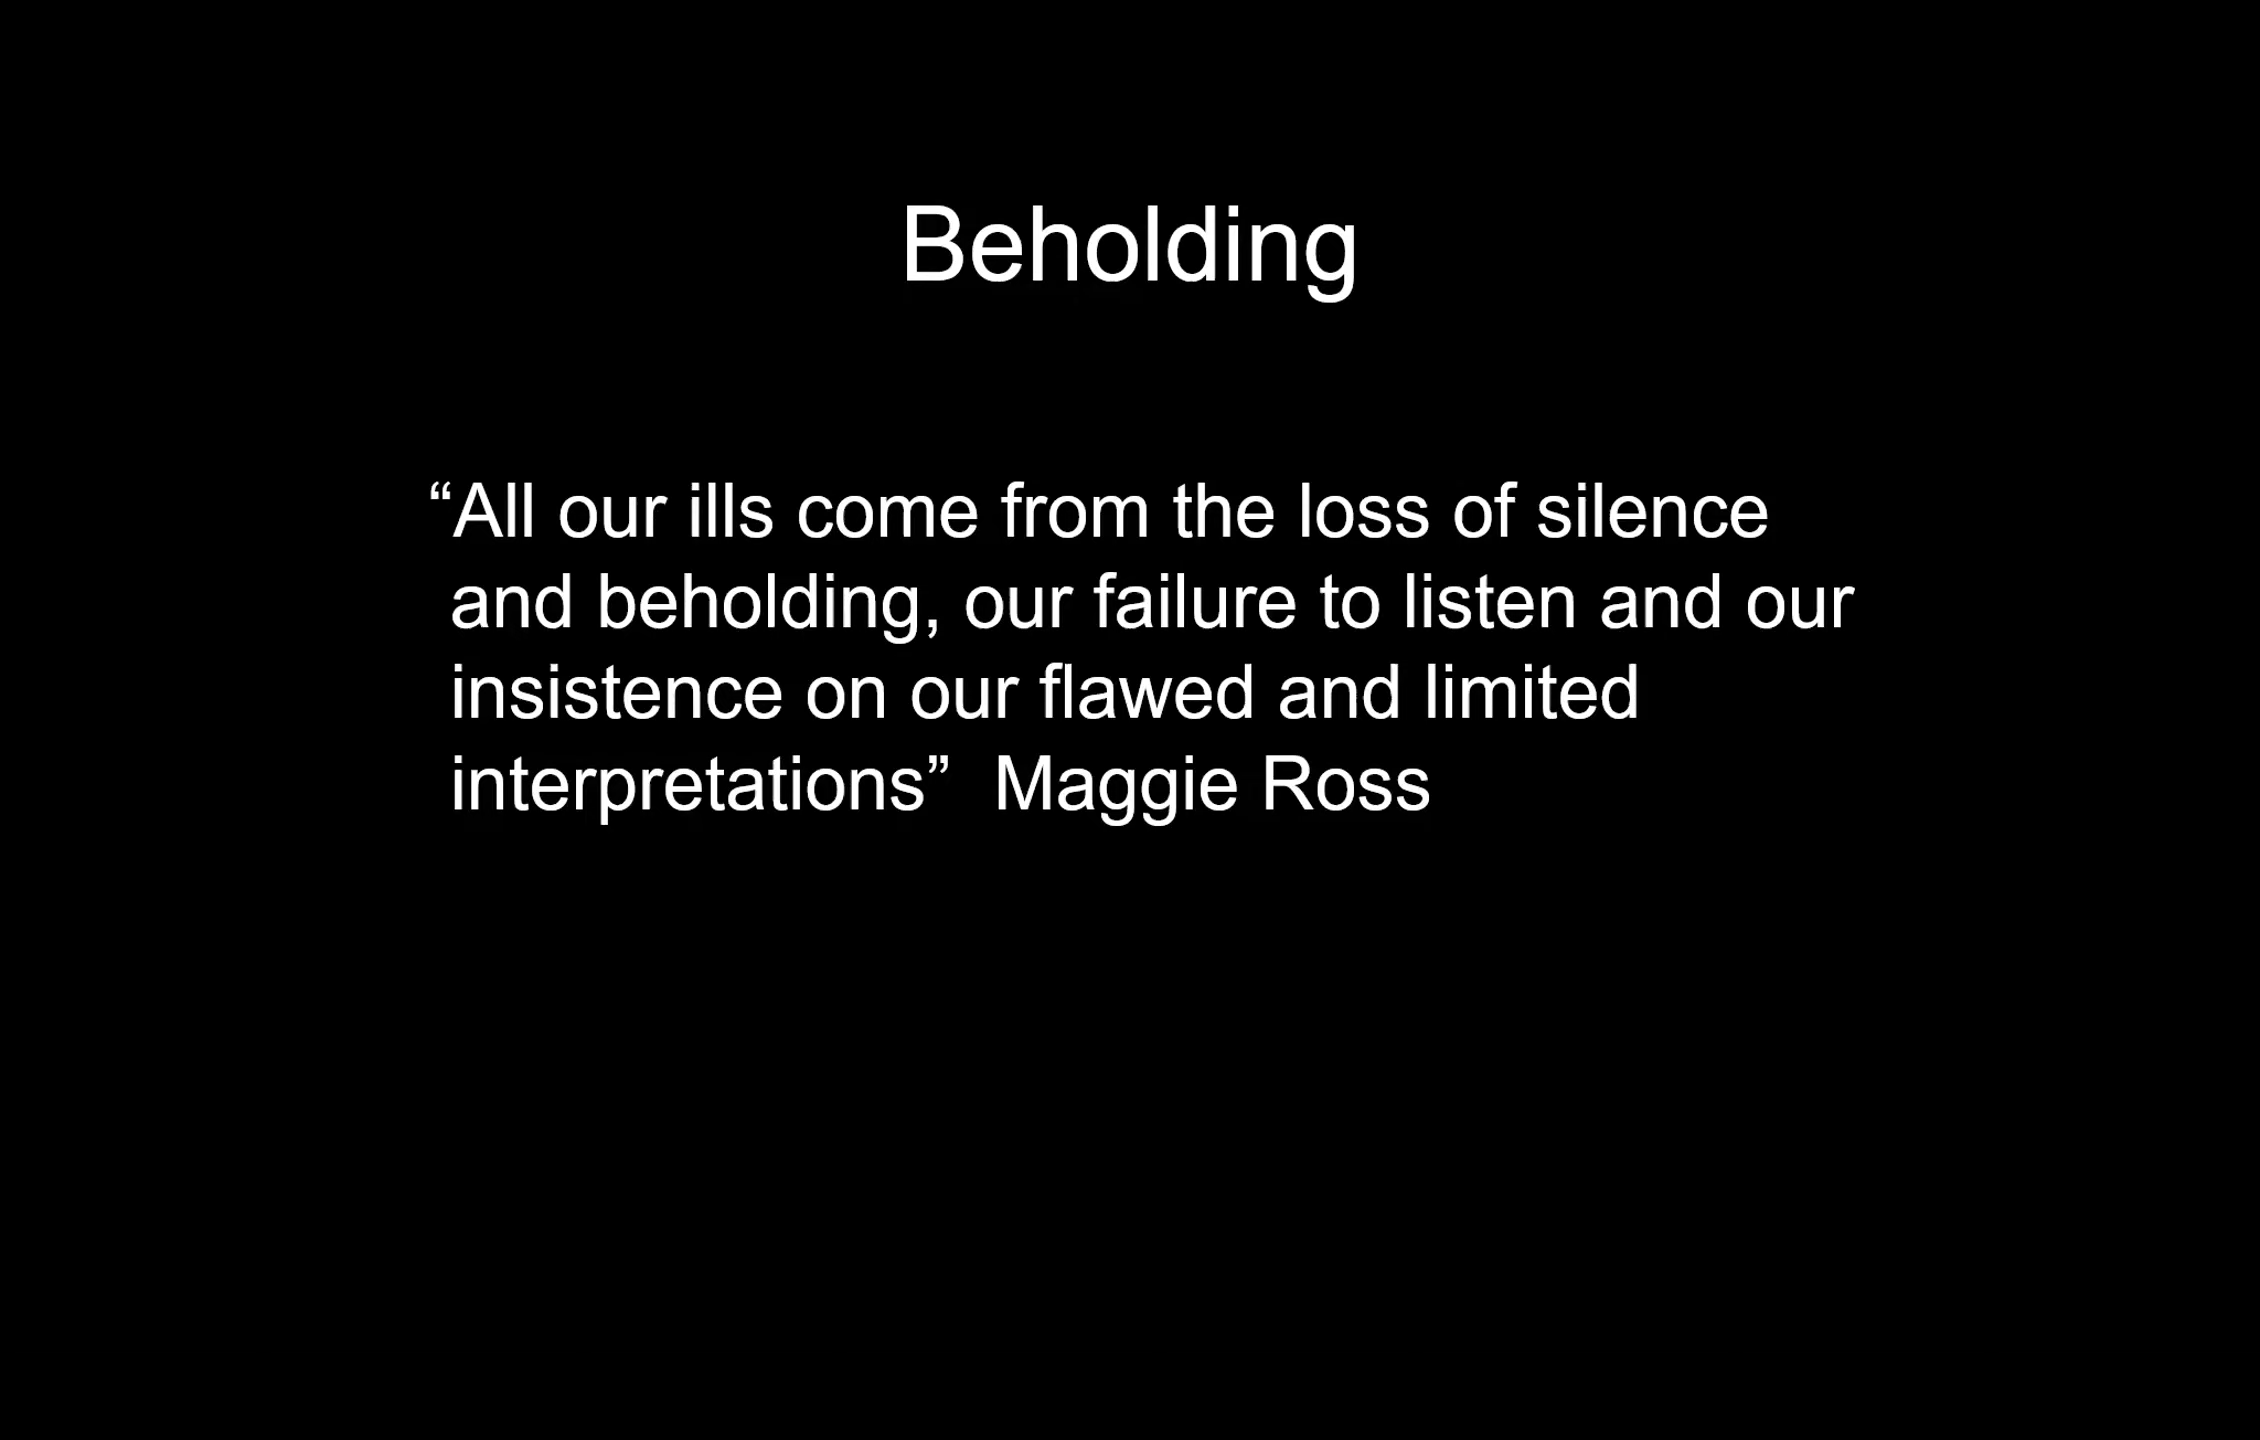 Beholding
“All our ills come from the loss of silence
and beholding, our failure to listen and our
insistence on our flawed and limited
interpretations”  Maggie Ross